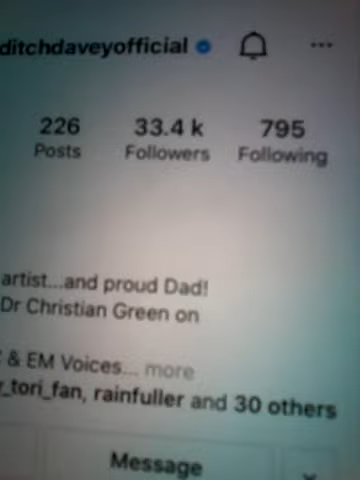 ditchdaveyofficial
226 33.4 k 795
Posts Followers Following
artist...and proud Dad!
Dr Christian Green on
& EM Voices... more
_tori_fan, rainfuller and 30 others
Message